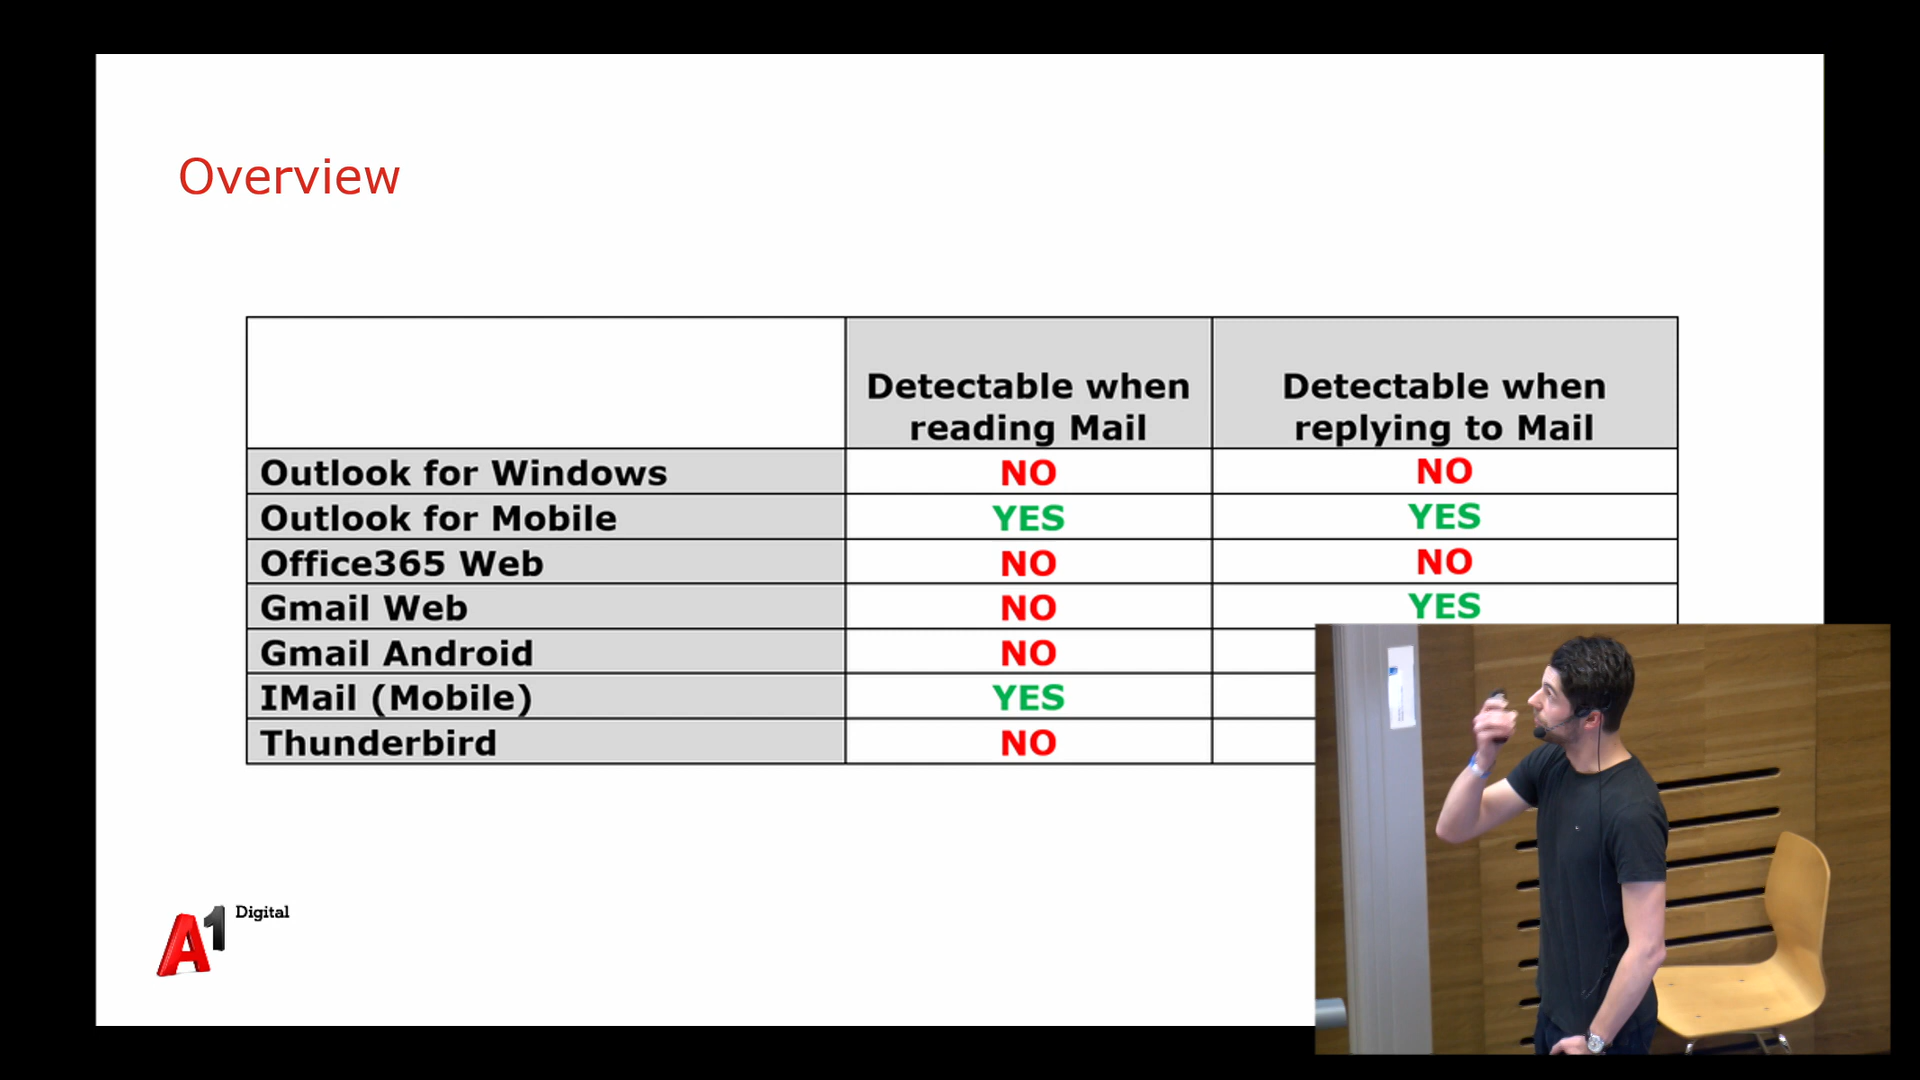 Overview
Detectable when reading Mail
Detectable when replying to Mail
Outlook for Windows NO NO
Outlook for Mobile YES YES
Office365 Web NO NO
Gmail Web NO YES
Gmail Android NO
IMail (Mobile) YES
Thunderbird NO
A1 Digital